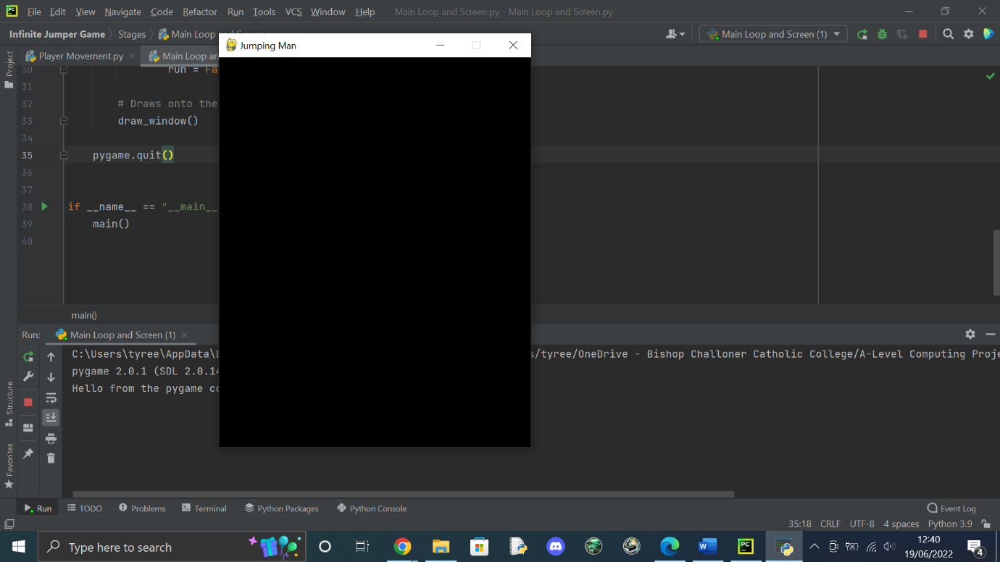 File Edit View Navigate Code Refactor Run Tools VCS Window Help Main Loop and Screen.py - Main Loop and Screen.py
Infinite Jumper Game Stages Main Loop Main Loop and Screen (1)
Project
Player Movement.py Main Loop an
Jumping Man
30 run = Fa
31
32 # Draws onto the
33 draw_window()
34
35 pygame.quit()
36
37
38 if __name__ == "__main__
39 main()
40
main()
Run: Main Loop and Screen (1)
C:\Users\tyree\AppData\L s/tyree/OneDrive - Bishop Challoner Catholic College/A-Level Computing Proje
pygame 2.0.1 (SDL 2.0.14
Hello from the pygame co
Structure
Favorites
Run TODO Problems Terminal Python Packages Python Console Event Log
35:18 CRLF UTF-8 4 spaces Python 3.9
Type here to search
12:40
19/06/2022
4